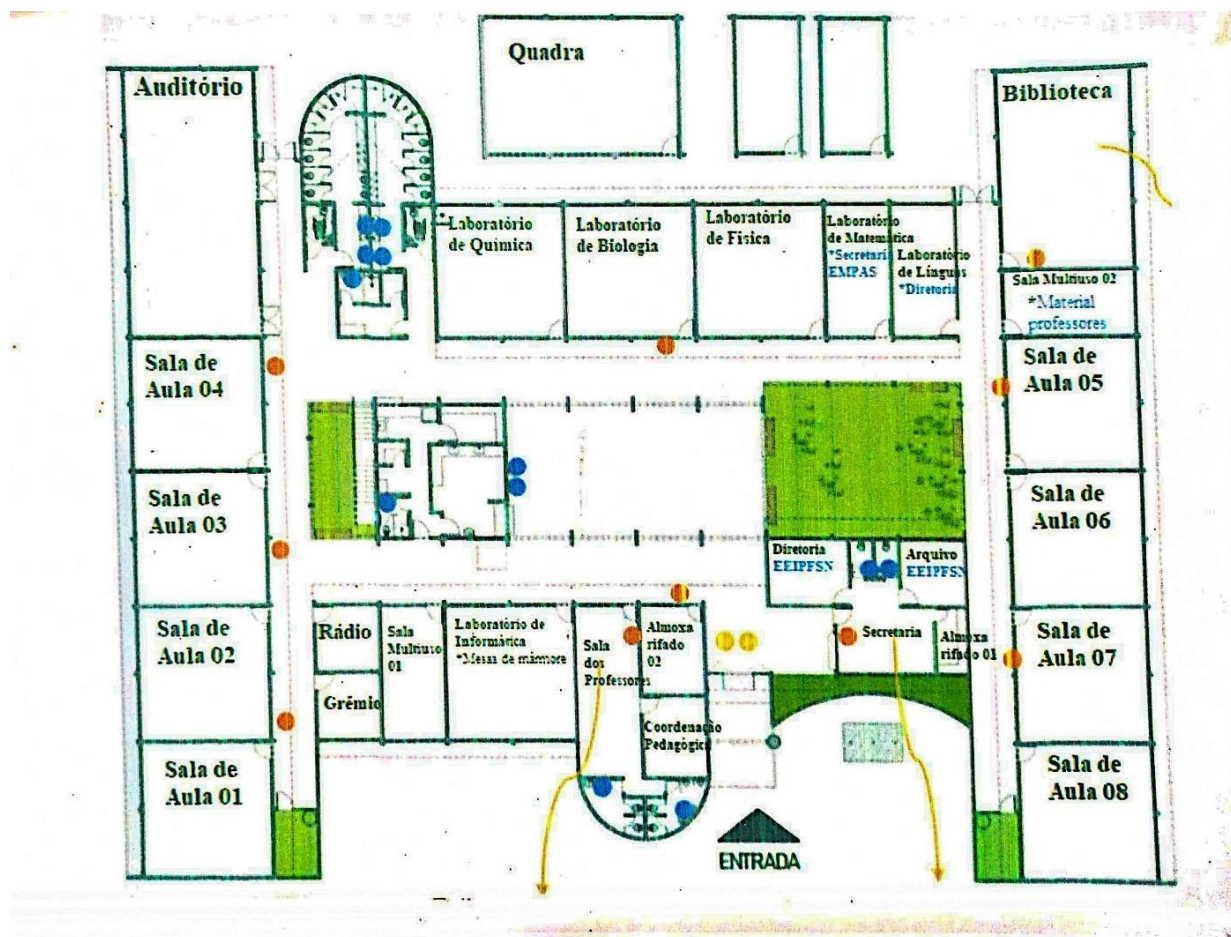 Quadra
Auditório
Biblioteca
Laboratório
de Química
Laboratório
de Biologia
Laboratório
de Física
Laboratório
de Matemática
*Secretaria
EMPAS
Laboratório
de Línguas
*Diretoria
Sala Multiuso 02
*Material
professores
Sala de
Aula 04
Sala de
Aula 05
Sala de
Aula 03
Sala de
Aula 06
Diretoria
EEIPFSN
Arquivo
EEIPFSN
Sala de
Aula 02
Rádio
Grêmio
Sala
Multiuso
01
Laboratório de
Informática
*Mesas de mármore
Sala
dos
Professores
Almoxa
rifado
02
Coordenação
Pedagógica
Secretaria
Almoxa
rifado 01
Sala de
Aula 07
Sala de
Aula 01
Sala de
Aula 08
ENTRADA